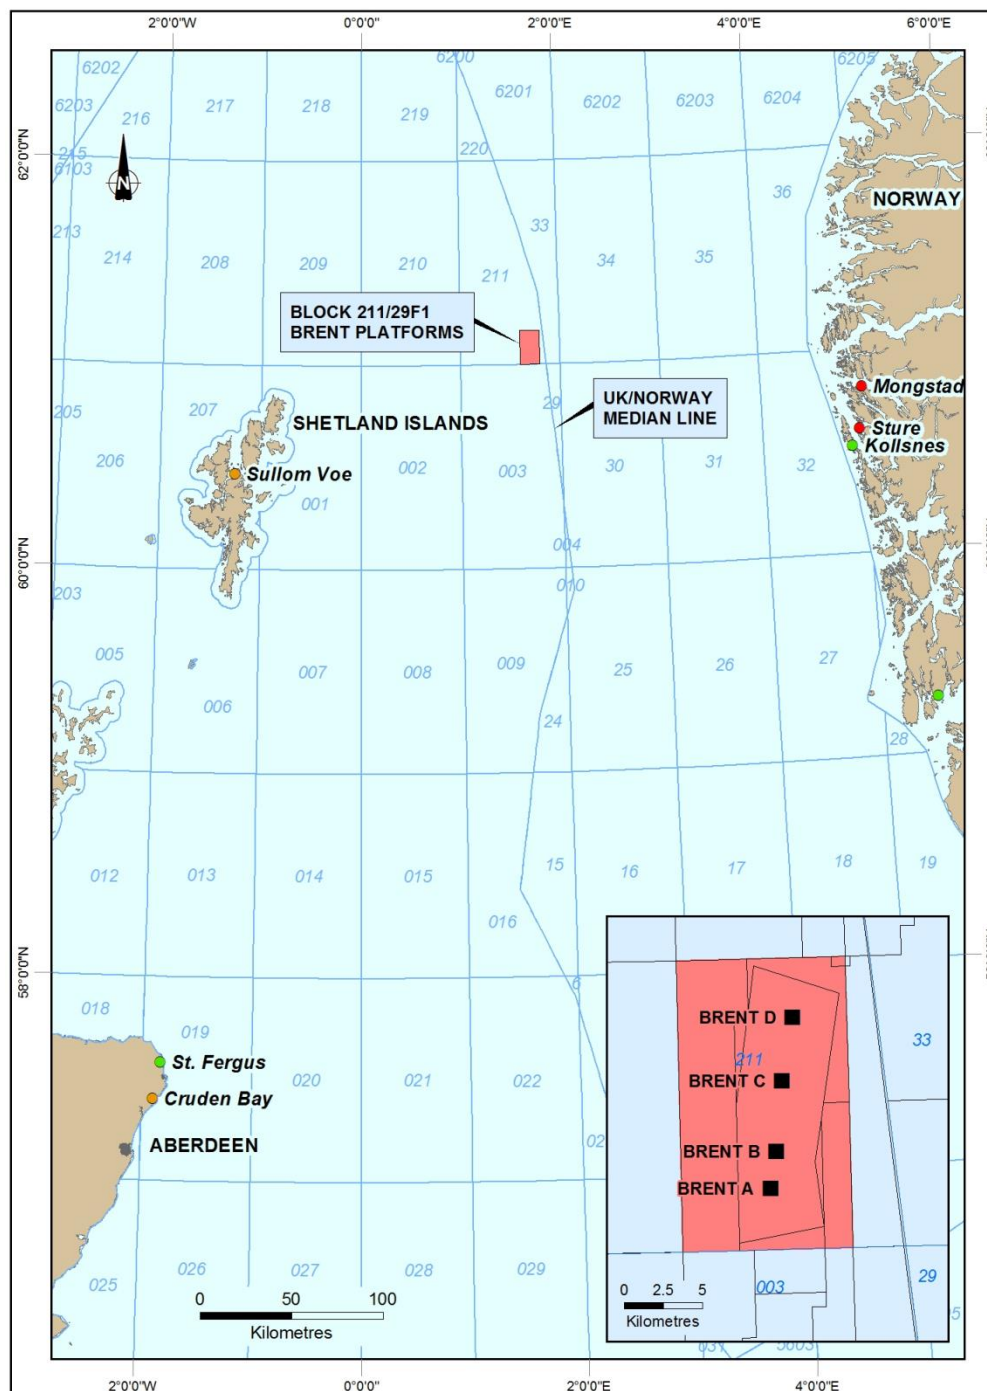 2°0'0"W 0°0'0" 2°0'0"E 4°0'0"E 6°0'0"E
6202 6200 6205
6203 216 217 218 219 6201 6202 6203 6204
215 220
6103
62°0'0"N
N
36
NORWAY
213 33
214 208 209 210 211 34 35
BLOCK 211/29F1
BRENT PLATFORMS
Mongstad
205 207 29 UK/NORWAY
MEDIAN LINE
SHETLAND ISLANDS
Sture
Kollsnes
206 002 003 30 31 32
Sullom Voe
001
004
60°0'0"N
010
203
005 007 008 009 25 26 27
006 24
28
012 013 014 015 15 16 17 18 19
016
58°0'0"N
6
018 019
St. Fergus
020 021 022
Cruden Bay
ABERDEEN
025 026 027 028 029
0 50 100
Kilometres
BRENT D
211 33
BRENT C
BRENT B
BRENT A
003 29
0 2.5 5
Kilometres
031 5603
2°0'0"W 0°0'0" 2°0'0"E 4°0'0"E